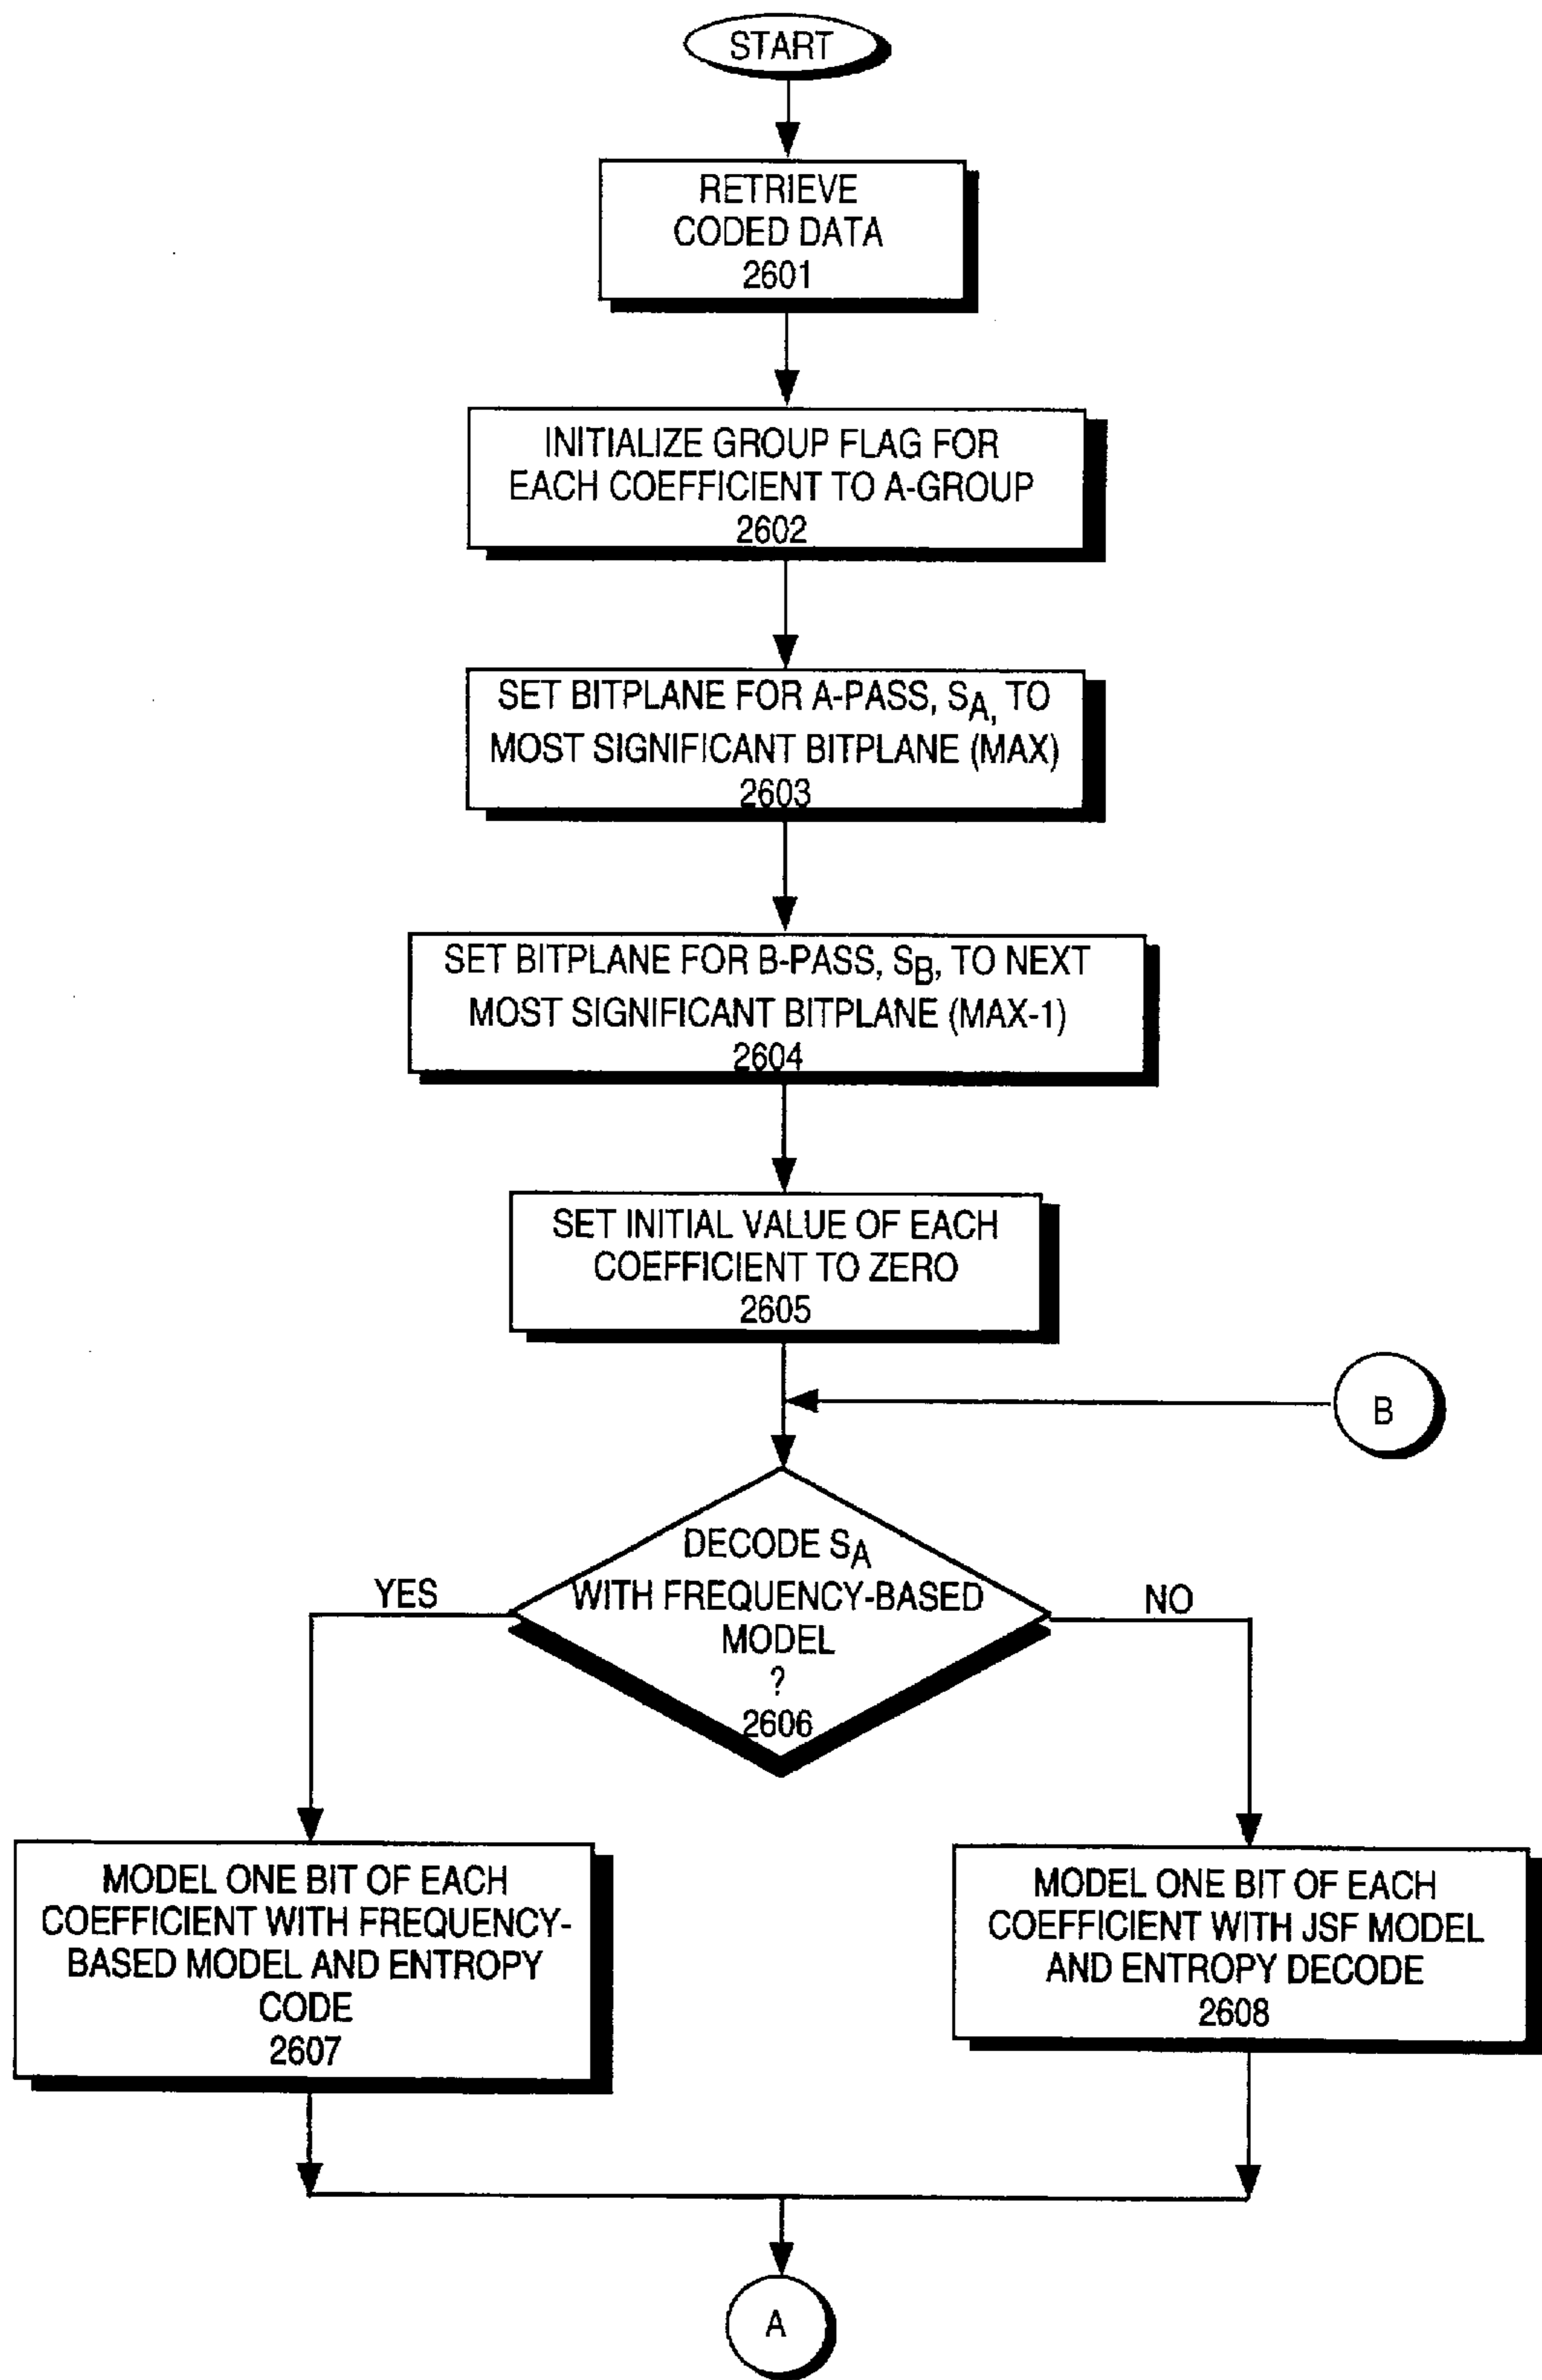 START
RETRIEVE
CODED DATA
2601
INITIALIZE GROUP FLAG FOR
EACH COEFFICIENT TO A-GROUP
2602
SET BITPLANE FOR A-PASS, SA, TO
MOST SIGNIFICANT BITPLANE (MAX)
2603
SET BITPLANE FOR B-PASS, SB, TO NEXT
MOST SIGNIFICANT BITPLANE (MAX-1)
2604
SET INITIAL VALUE OF EACH
COEFFICIENT TO ZERO
2605
B
DECODE SA
WITH FREQUENCY-BASED
MODEL
?
2606
YES
NO
MODEL ONE BIT OF EACH
COEFFICIENT WITH FREQUENCY-
BASED MODEL AND ENTROPY
CODE
2607
MODEL ONE BIT OF EACH
COEFFICIENT WITH JSF MODEL
AND ENTROPY DECODE
2608
A